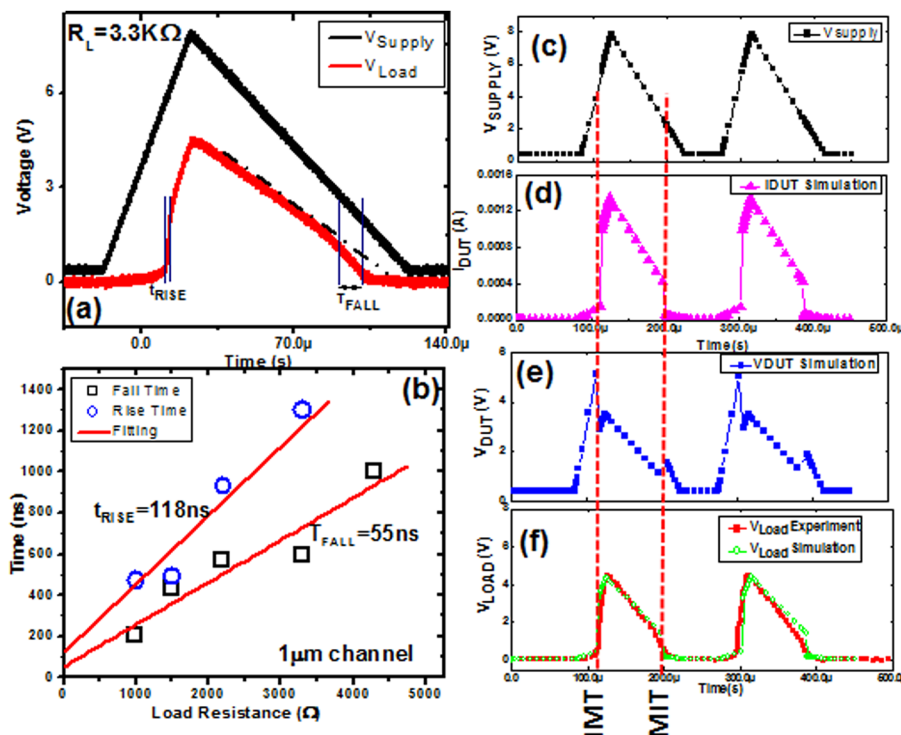 (a)
R_L=3.3KΩ
V_Supply
V_Load
Voltage (V)
6
3
0
t_RISE
T_FALL
0.0
70.0µ
140.0µ
Time (s)
(b)
Fall Time
Rise Time
Fitting
t_RISE=118ns
T_FALL=55ns
1µm channel
Time (ns)
1400
1200
1000
800
600
400
200
0
0
1000
2000
3000
4000
5000
Load Resistance (Ω)
(c)
Vsupply
V_SUPPLY (V)
8
6
4
2
0
(d)
IDUT Simulation
I_DUT (A)
0.0016
0.0012
0.0008
0.0004
0.0000
0.0
100.0µ
200.0µ
300.0µ
400.0µ
500.0µ
600.0µ
Time(s)
(e)
VDUT Simulation
V_DUT (V)
6
4
2
0
(f)
V_Load Experiment
V_Load Simulation
V_LOAD (V)
8
4
0
0.0
100.0µ
200.0µ
300.0µ
400.0µ
500.0µ
600.0µ
Time(s)
IMT
MIT